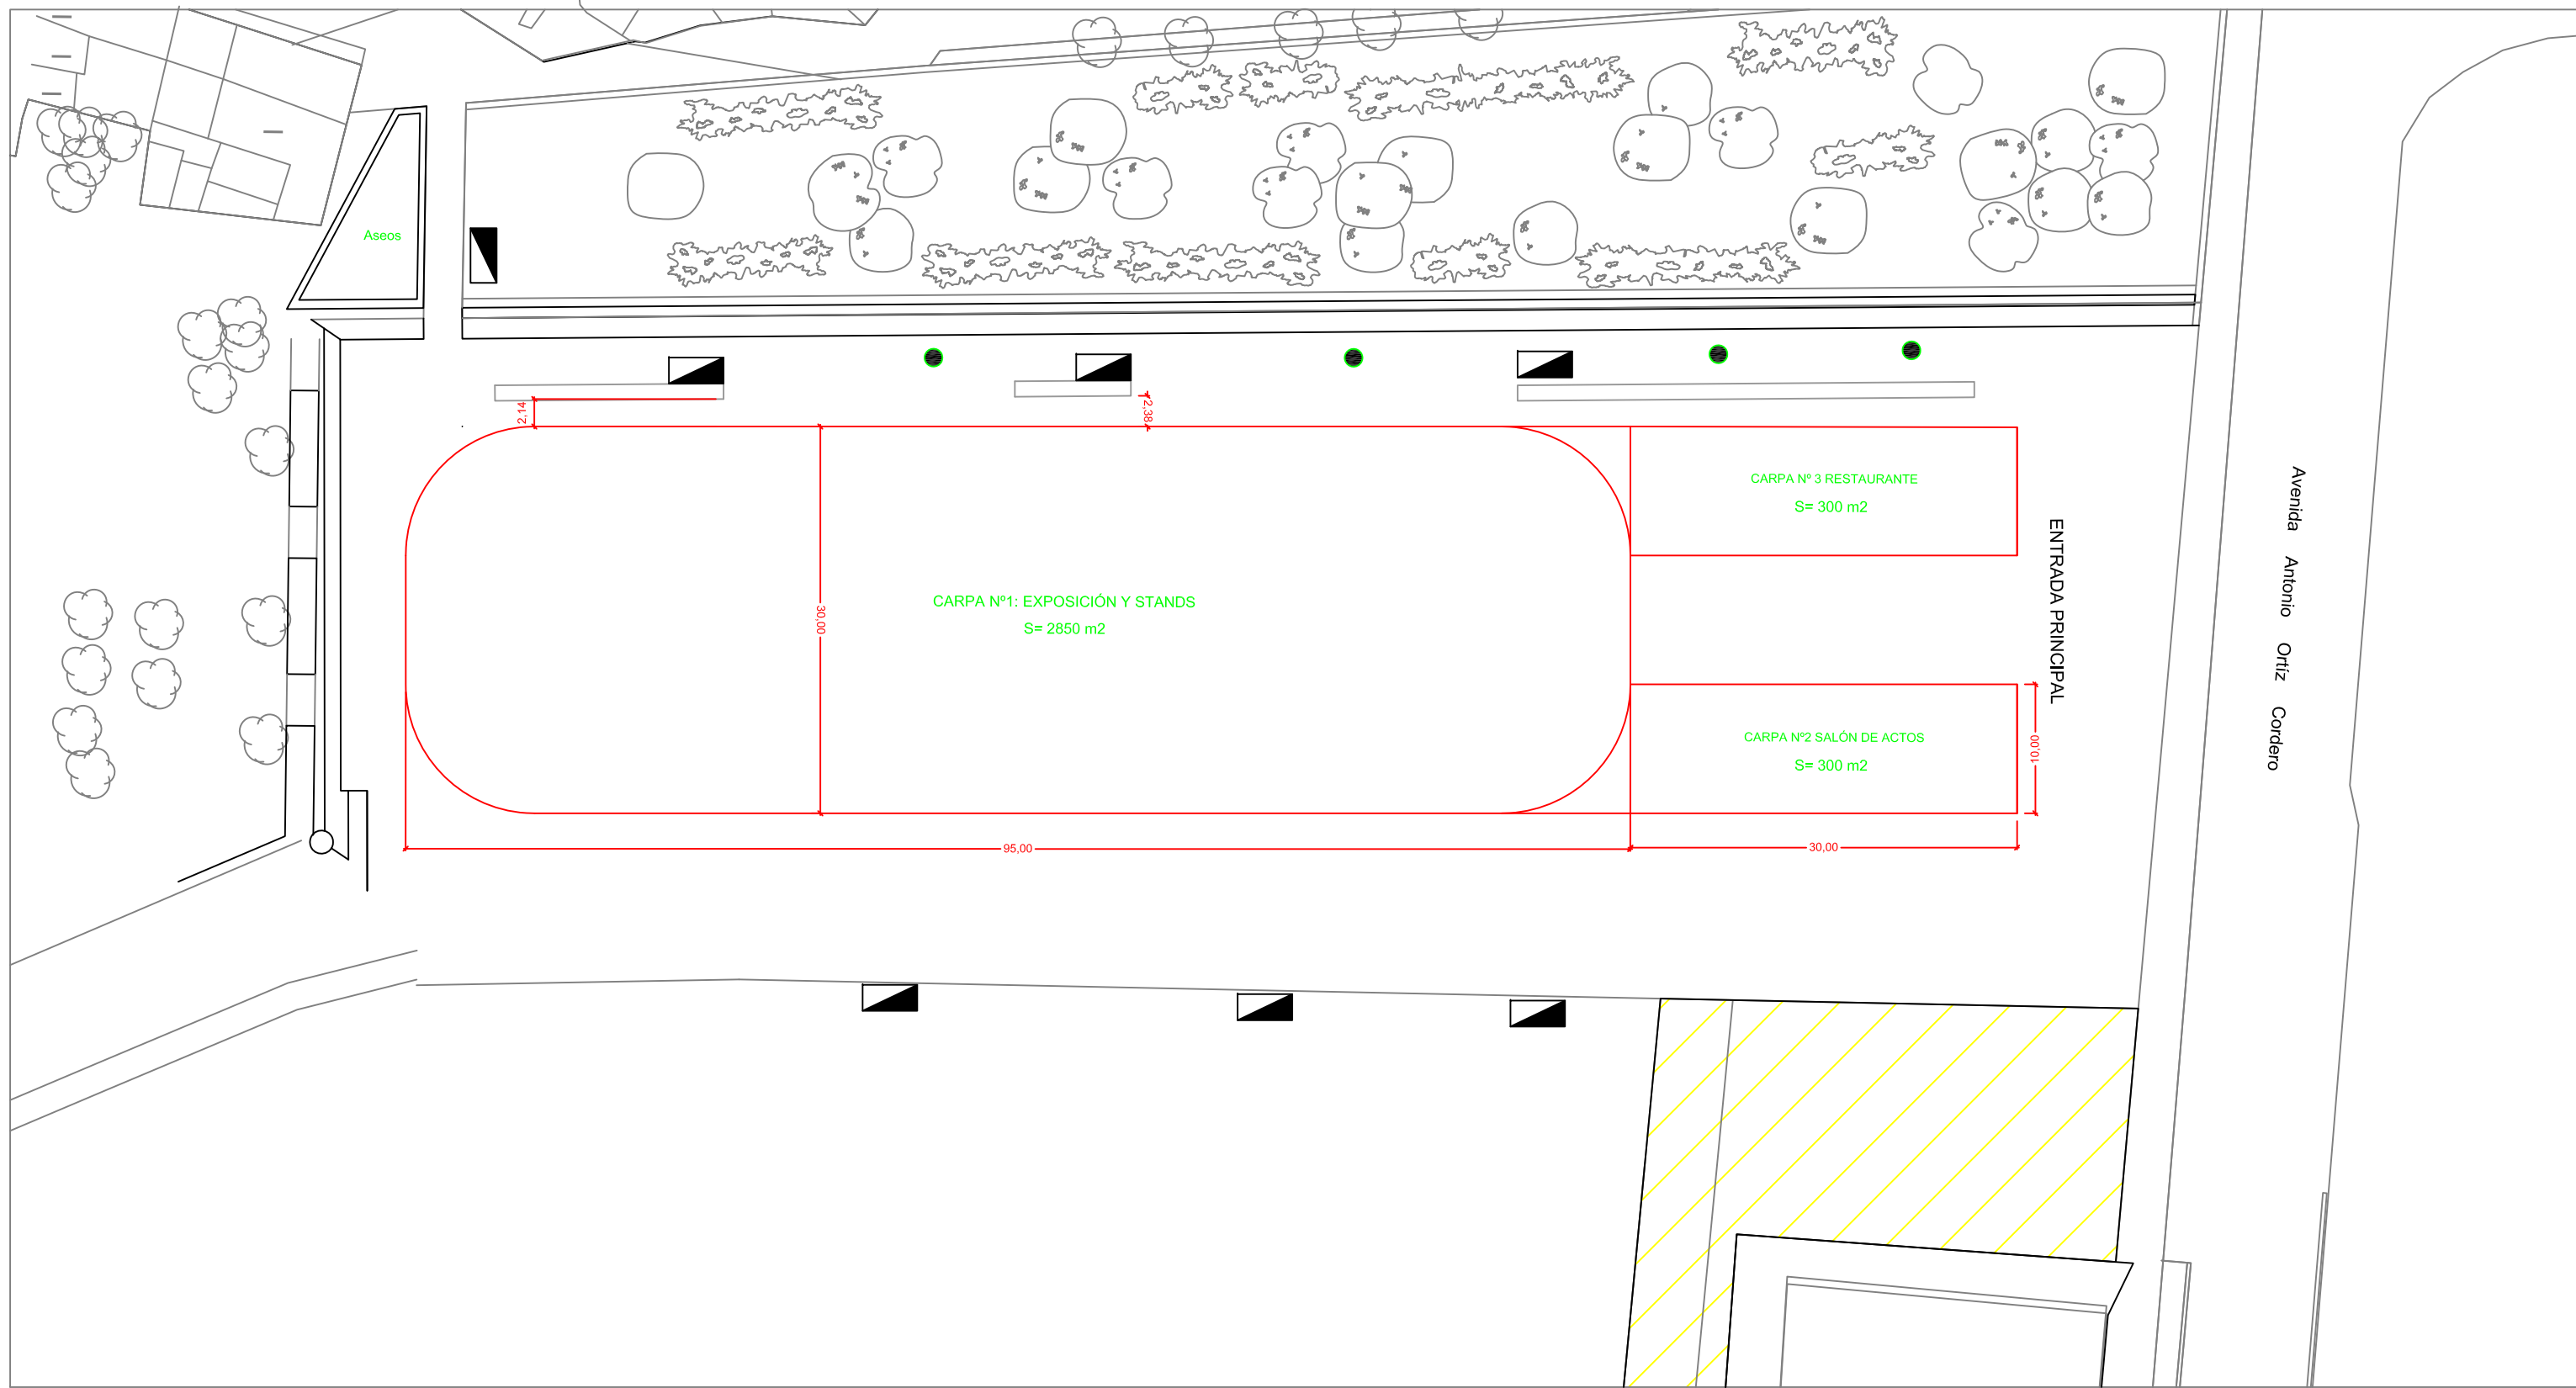 Aseos
2,14
2,38
CARPA Nº 3 RESTAURANTE
S= 300 m2
ENTRADA PRINCIPAL
Avenida Antonio Ortíz Cordero
CARPA Nº1: EXPOSICIÓN Y STANDS
S= 2850 m2
30,00
CARPA Nº2 SALÓN DE ACTOS
S= 300 m2
10,00
95,00
30,00